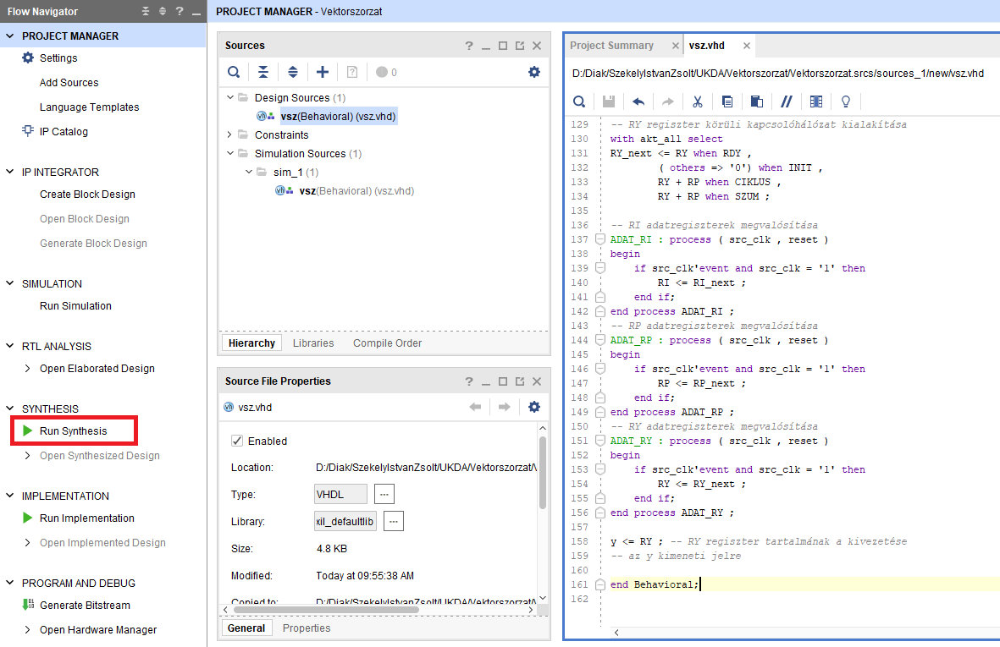 Flow Navigator
PROJECT MANAGER
Settings
Add Sources
Language Templates
IP Catalog
IP INTEGRATOR
Create Block Design
Open Block Design
Generate Block Design
SIMULATION
Run Simulation
RTL ANALYSIS
Open Elaborated Design
SYNTHESIS
Run Synthesis
Open Synthesized Design
IMPLEMENTATION
Run Implementation
Open Implemented Design
PROGRAM AND DEBUG
Generate Bitstream
Open Hardware Manager
PROJECT MANAGER - Vektorszorzat
Sources
0
Design Sources (1)
vsz(Behavioral) (vsz.vhd)
Constraints
Simulation Sources (1)
sim_1 (1)
vsz(Behavioral) (vsz.vhd)
Hierarchy Libraries Compile Order
Source File Properties
vsz.vhd
Enabled
Location: D:/Diak/SzekelyIstvanZsolt/UKDA/Vektorszorzat/
Type: VHDL ...
Library: xil_defaultlib ...
Size: 4.8 KB
Modified: Today at 09:55:38 AM
Copied to: D:/Diak/SzekelyIstvanZsolt/UKDA/Vektorszorzat/
General Properties
Project Summary vsz.vhd
D:/Diak/SzekelyIstvanZsolt/UKDA/Vektorszorzat/Vektorszorzat.srcs/sources_1/new/vsz.vhd
129 -- RY regiszter körüli kapcsolóhálózat kialakítása
130 with akt_all select
131 RY_next <= RY when RDY ,
132 ( others => '0') when INIT ,
133 RY + RP when CIKLUS ,
134 RY + RP when SZUM ;
135
136 -- RI adatregiszterek megvalósítása
137 ADAT_RI : process ( src_clk , reset )
138 begin
139 if src_clk'event and src_clk = '1' then
140 RI <= RI_next ;
141 end if;
142 end process ADAT_RI ;
143 -- RP adatregiszterek megvalósítása
144 ADAT_RP : process ( src_clk , reset )
145 begin
146 if src_clk'event and src_clk = '1' then
147 RP <= RP_next ;
148 end if;
149 end process ADAT_RP ;
150 -- RY adatregiszterek megvalósítása
151 ADAT_RY : process ( src_clk , reset )
152 begin
153 if src_clk'event and src_clk = '1' then
154 RY <= RY_next ;
155 end if;
156 end process ADAT_RY ;
157
158 y <= RY ; -- RY regiszter tartalmának a kivezetése
159 -- az y kimeneti jelre
160
161 end Behavioral;
162